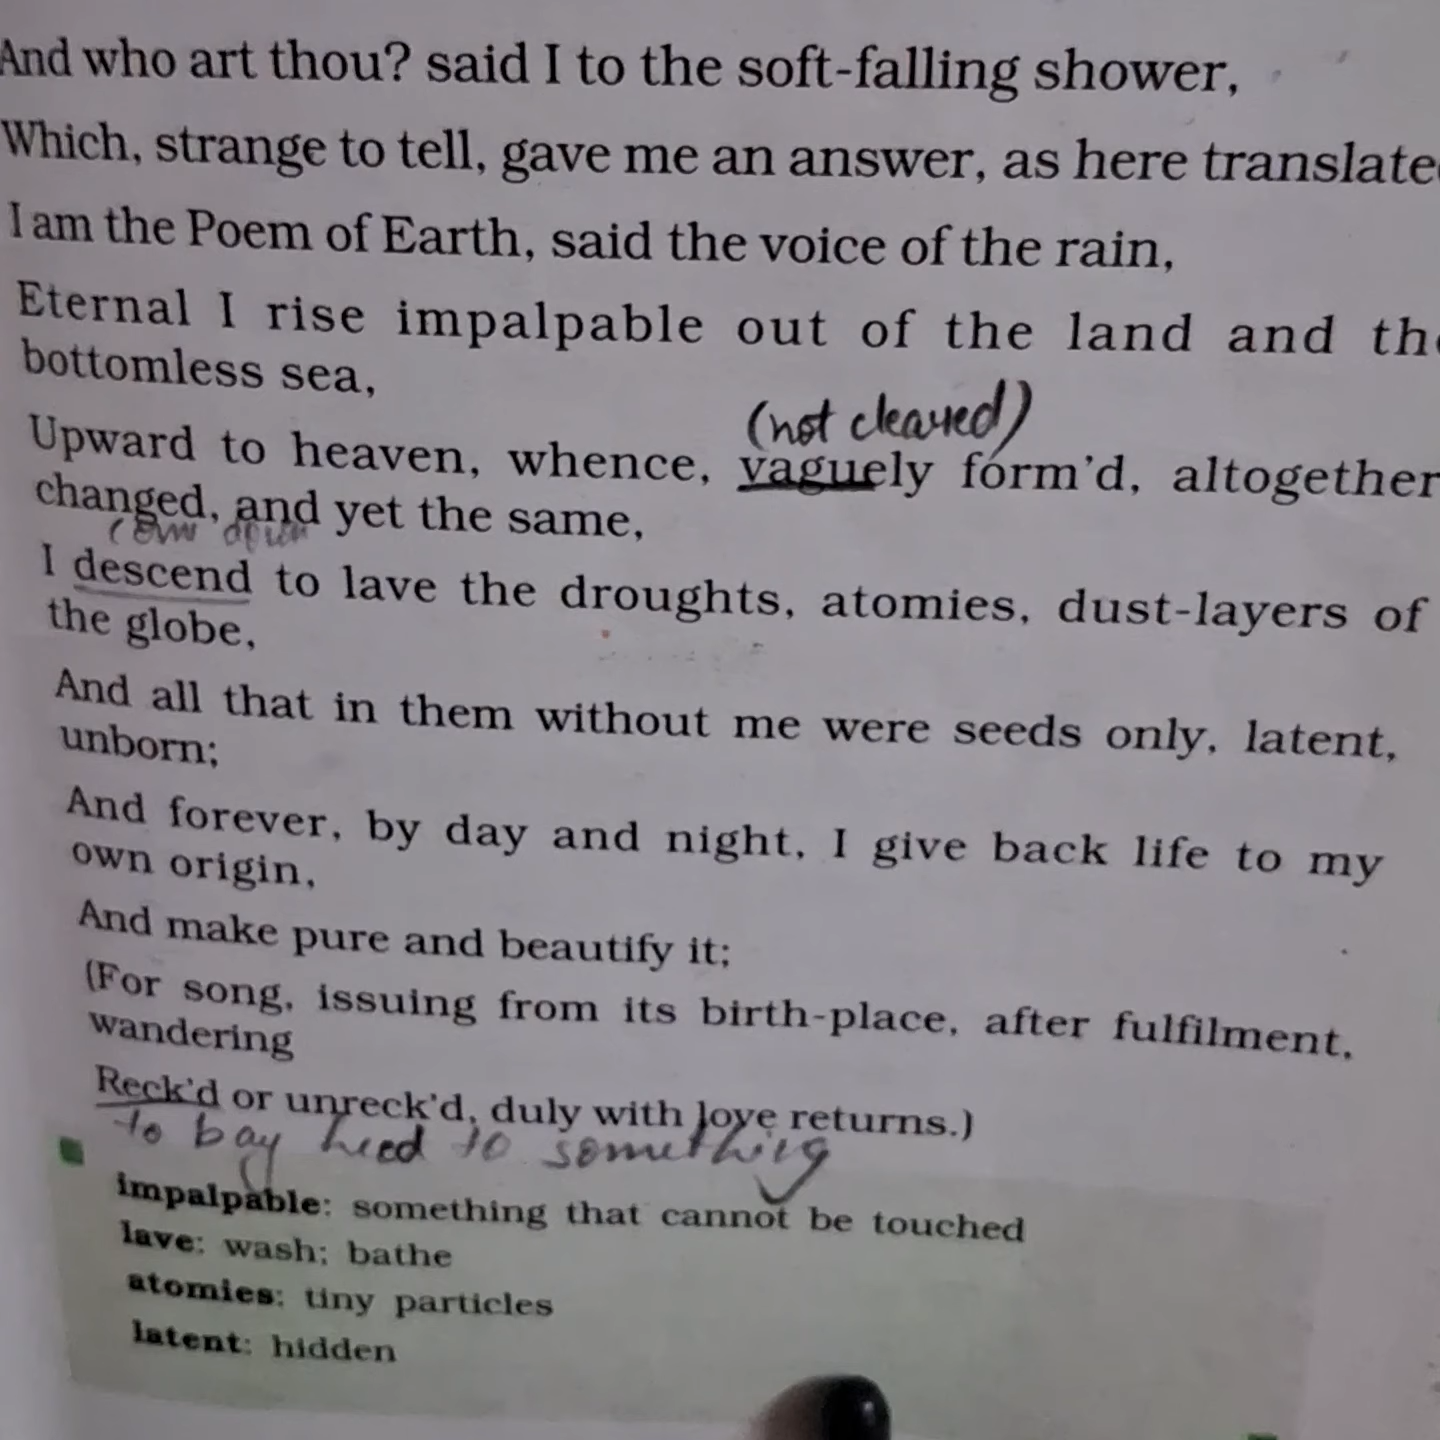 And who art thou? said I to the soft-falling shower,
Which, strange to tell, gave me an answer, as here translate
I am the Poem of Earth, said the voice of the rain,
Eternal I rise impalpable out of the land and the
bottomless sea,
(not cleared)
Upward to heaven, whence, vaguely form'd, altogether
changed, and yet the same,
come down
I descend to lave the droughts, atomies, dust-layers of
the globe,
And all that in them without me were seeds only, latent,
unborn;
And forever, by day and night, I give back life to my
own origin,
And make pure and beautify it;
(For song, issuing from its birth-place, after fulfilment,
wandering
Reck'd or unreck'd, duly with love returns.)
to bay heed to something
impalpable: something that cannot be touched
lave: wash; bathe
atomies: tiny particles
latent: hidden